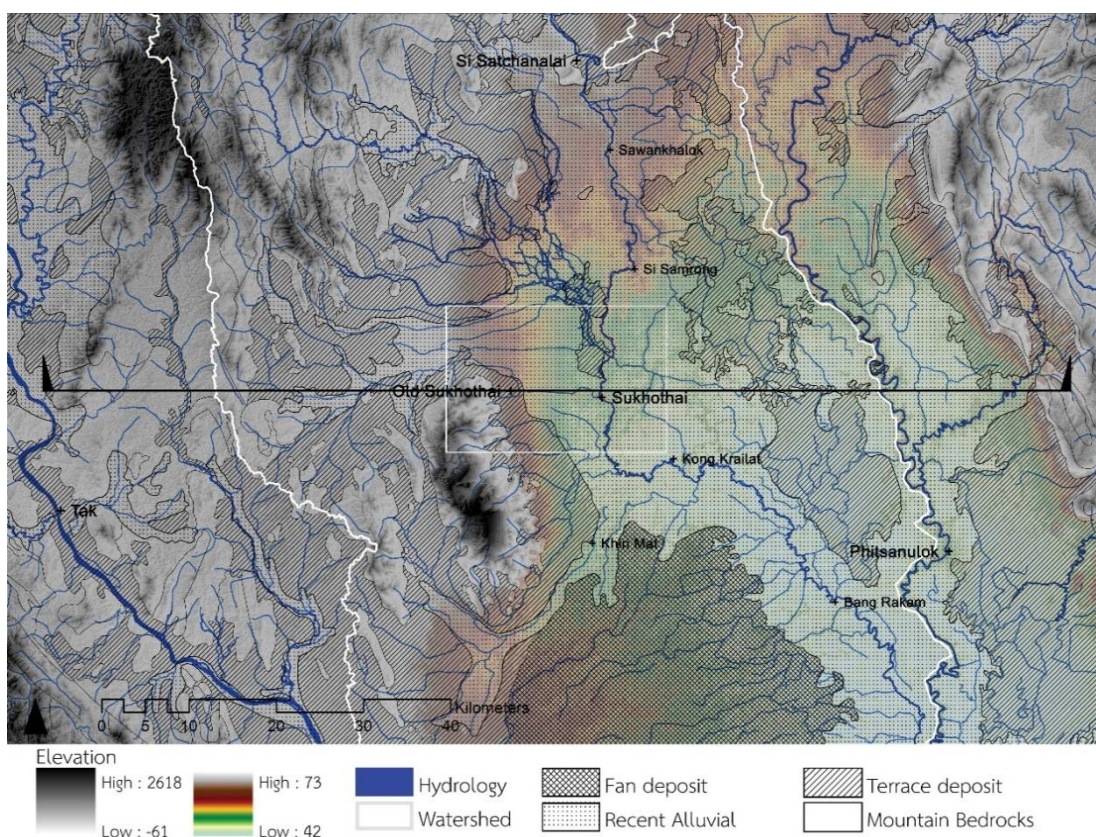 Si Satchanalai
Sawankhalok
Si Samrong
Old Sukhothai
Sukhothai
Kong Krailat
Tak
Khiri Mat
Phitsanulok
Bang Rakam
Kilometers
0 5 10 20 30 40
Elevation
High : 2618
Low : -61
High : 73
Low : 42
Hydrology
Watershed
Fan deposit
Recent Alluvial
Terrace deposit
Mountain Bedrocks